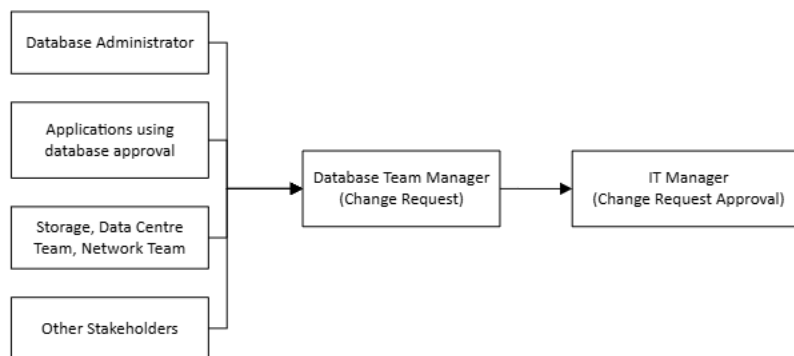 Database Administrator
Applications using
database approval
Storage, Data Centre
Team, Network Team
Other Stakeholders
Database Team Manager
(Change Request)
IT Manager
(Change Request Approval)